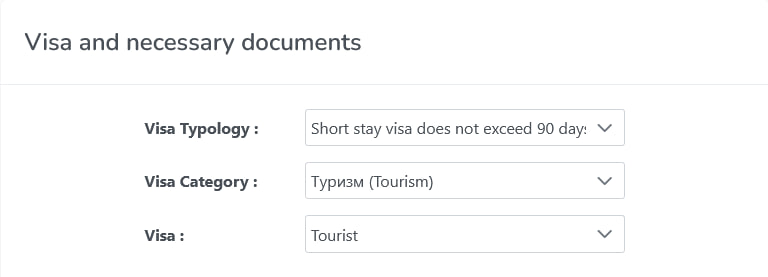 Visa and necessary documents
Visa Typology : Short stay visa does not exceed 90 days
Visa Category : Туризм (Tourism)
Visa : Tourist